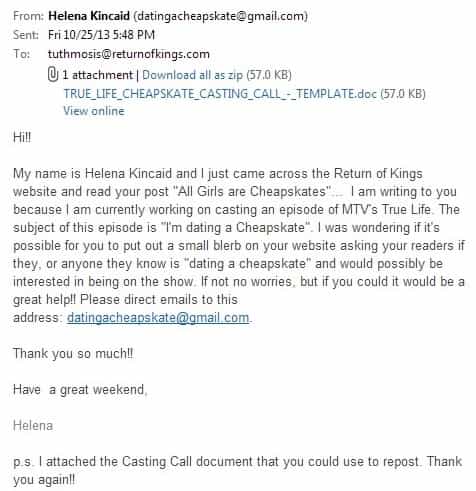 From: Helena Kincaid (datingacheapskate@gmail.com)
Sent: Fri 10/25/13 5:48 PM
To: tuthmosis@returnofkings.com
1 attachment | Download all as zip (57.0 KB)
TRUE_LIFE_CHEAPSKATE_CASTING_CALL_-_TEMPLATE.doc (57.0 KB)
View online
Hi!!
My name is Helena Kincaid and I just came across the Return of Kings
website and read your post "All Girls are Cheapskates"... I am writing to you
because I am currently working on casting an episode of MTV's True Life. The
subject of this episode is "I'm dating a Cheapskate". I was wondering if it's
possible for you to put out a small blerb on your website asking your readers if
they, or anyone they know is "dating a cheapskate" and would possibly be
interested in being on the show. If not no worries, but if you could it would be a
great help!! Please direct emails to this
address: datingacheapskate@gmail.com.
Thank you so much!!
Have a great weekend,
Helena
p.s. I attached the Casting Call document that you could use to repost. Thank
you again!!